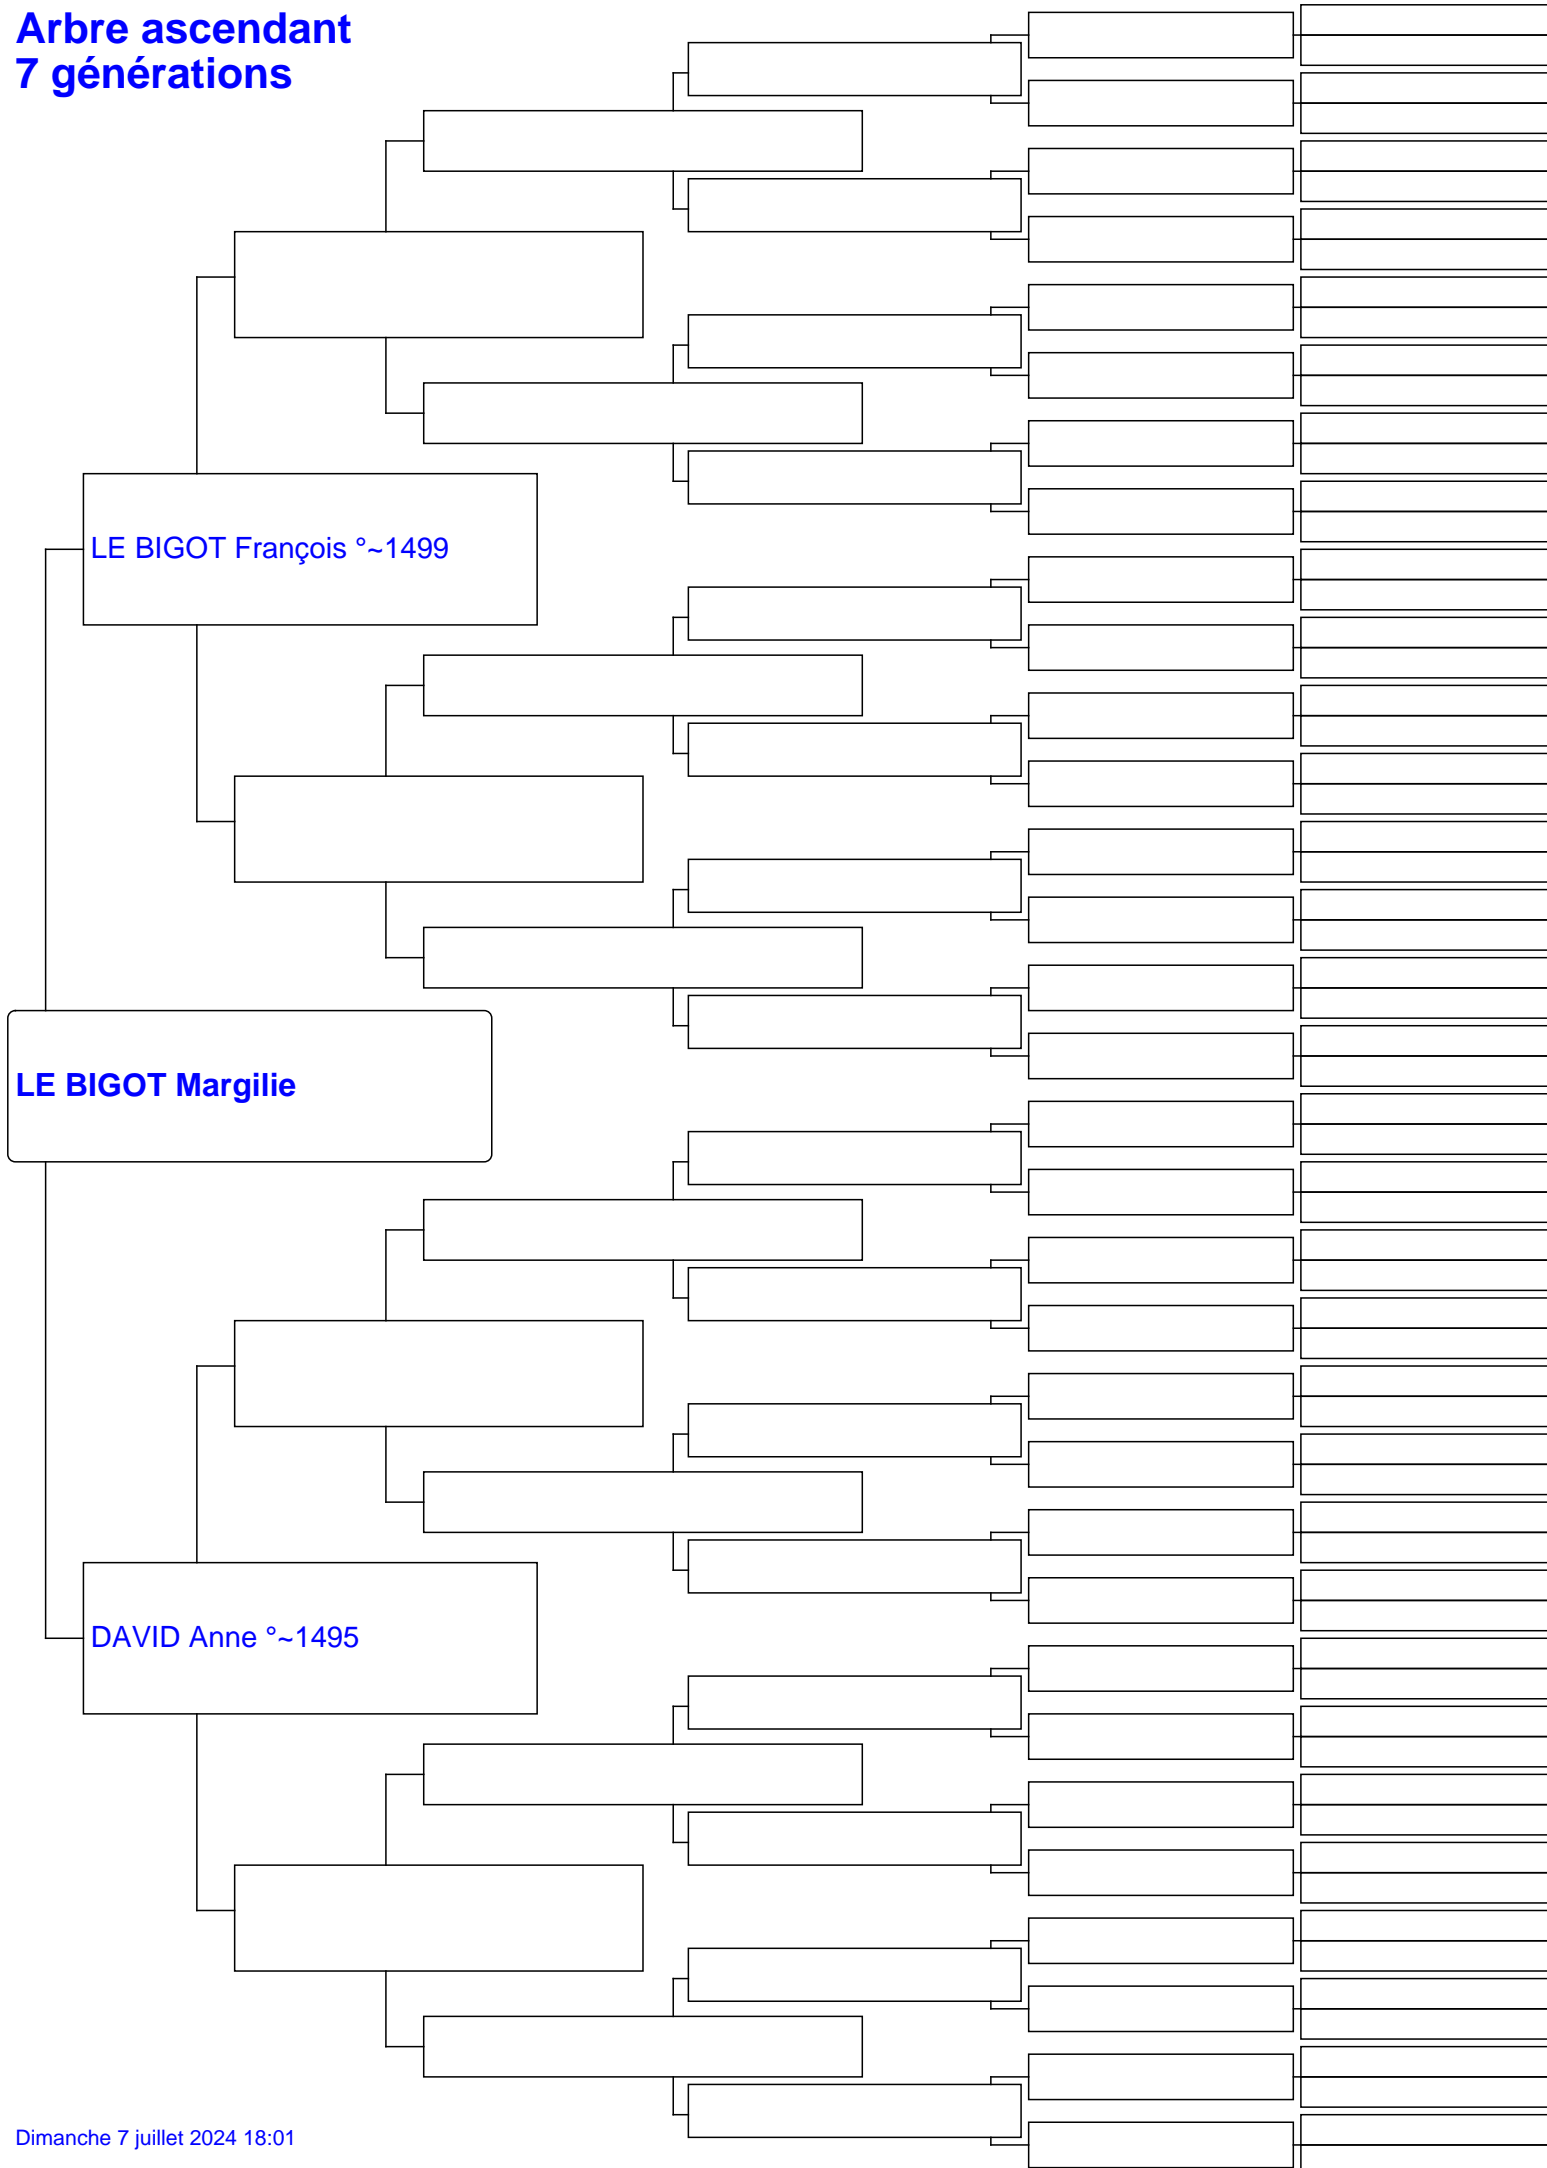 Arbre ascendant
7 générations
LE BIGOT François °~1499
LE BIGOT Margilie
DAVID Anne °~1495
Dimanche 7 juillet 2024 18:01